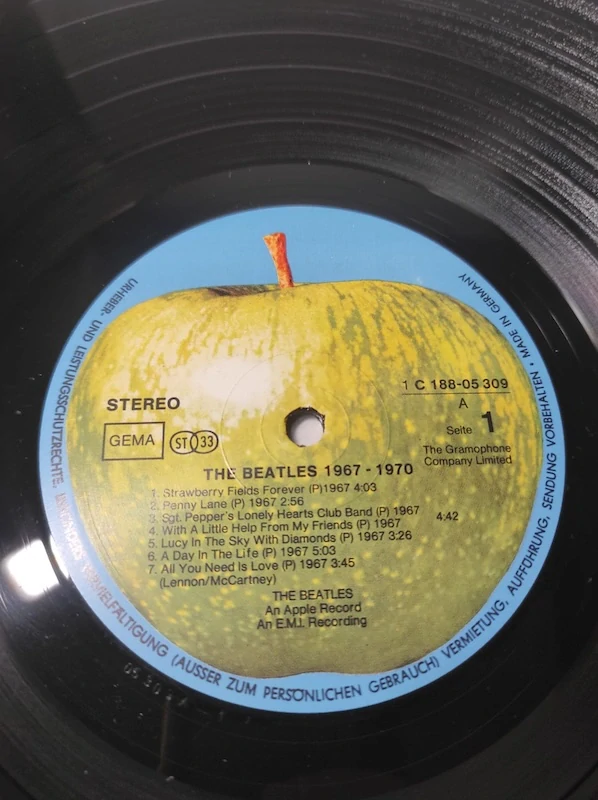 URHEBER- UND LEISTUNGSSCHUTZRECHTE, VERVIELFÄLTIGUNG (AUSSER ZUM PERSÖNLICHEN GEBRAUCH) VERMIETUNG, AUFFÜHRUNG, SENDUNG VORBEHALTEN • MADE IN GERMANY
STEREO
GEMA
ST 33
1 C 188-05 309
A
Seite 1
The Gramophone
Company Limited
THE BEATLES 1967 - 1970
1. Strawberry Fields Forever (P)1967 4:03
2. Penny Lane (P) 1967 2:56
3. Sgt. Pepper's Lonely Hearts Club Band (P) 1967
4. With A Little Help From My Friends (P) 1967
4:42
5. Lucy In The Sky With Diamonds (P) 1967 3:26
6. A Day In The Life (P) 1967 5:03
7. All You Need Is Love (P) 1967 3:45
(Lennon/McCartney)
THE BEATLES
An Apple Record
An E.M.I. Recording